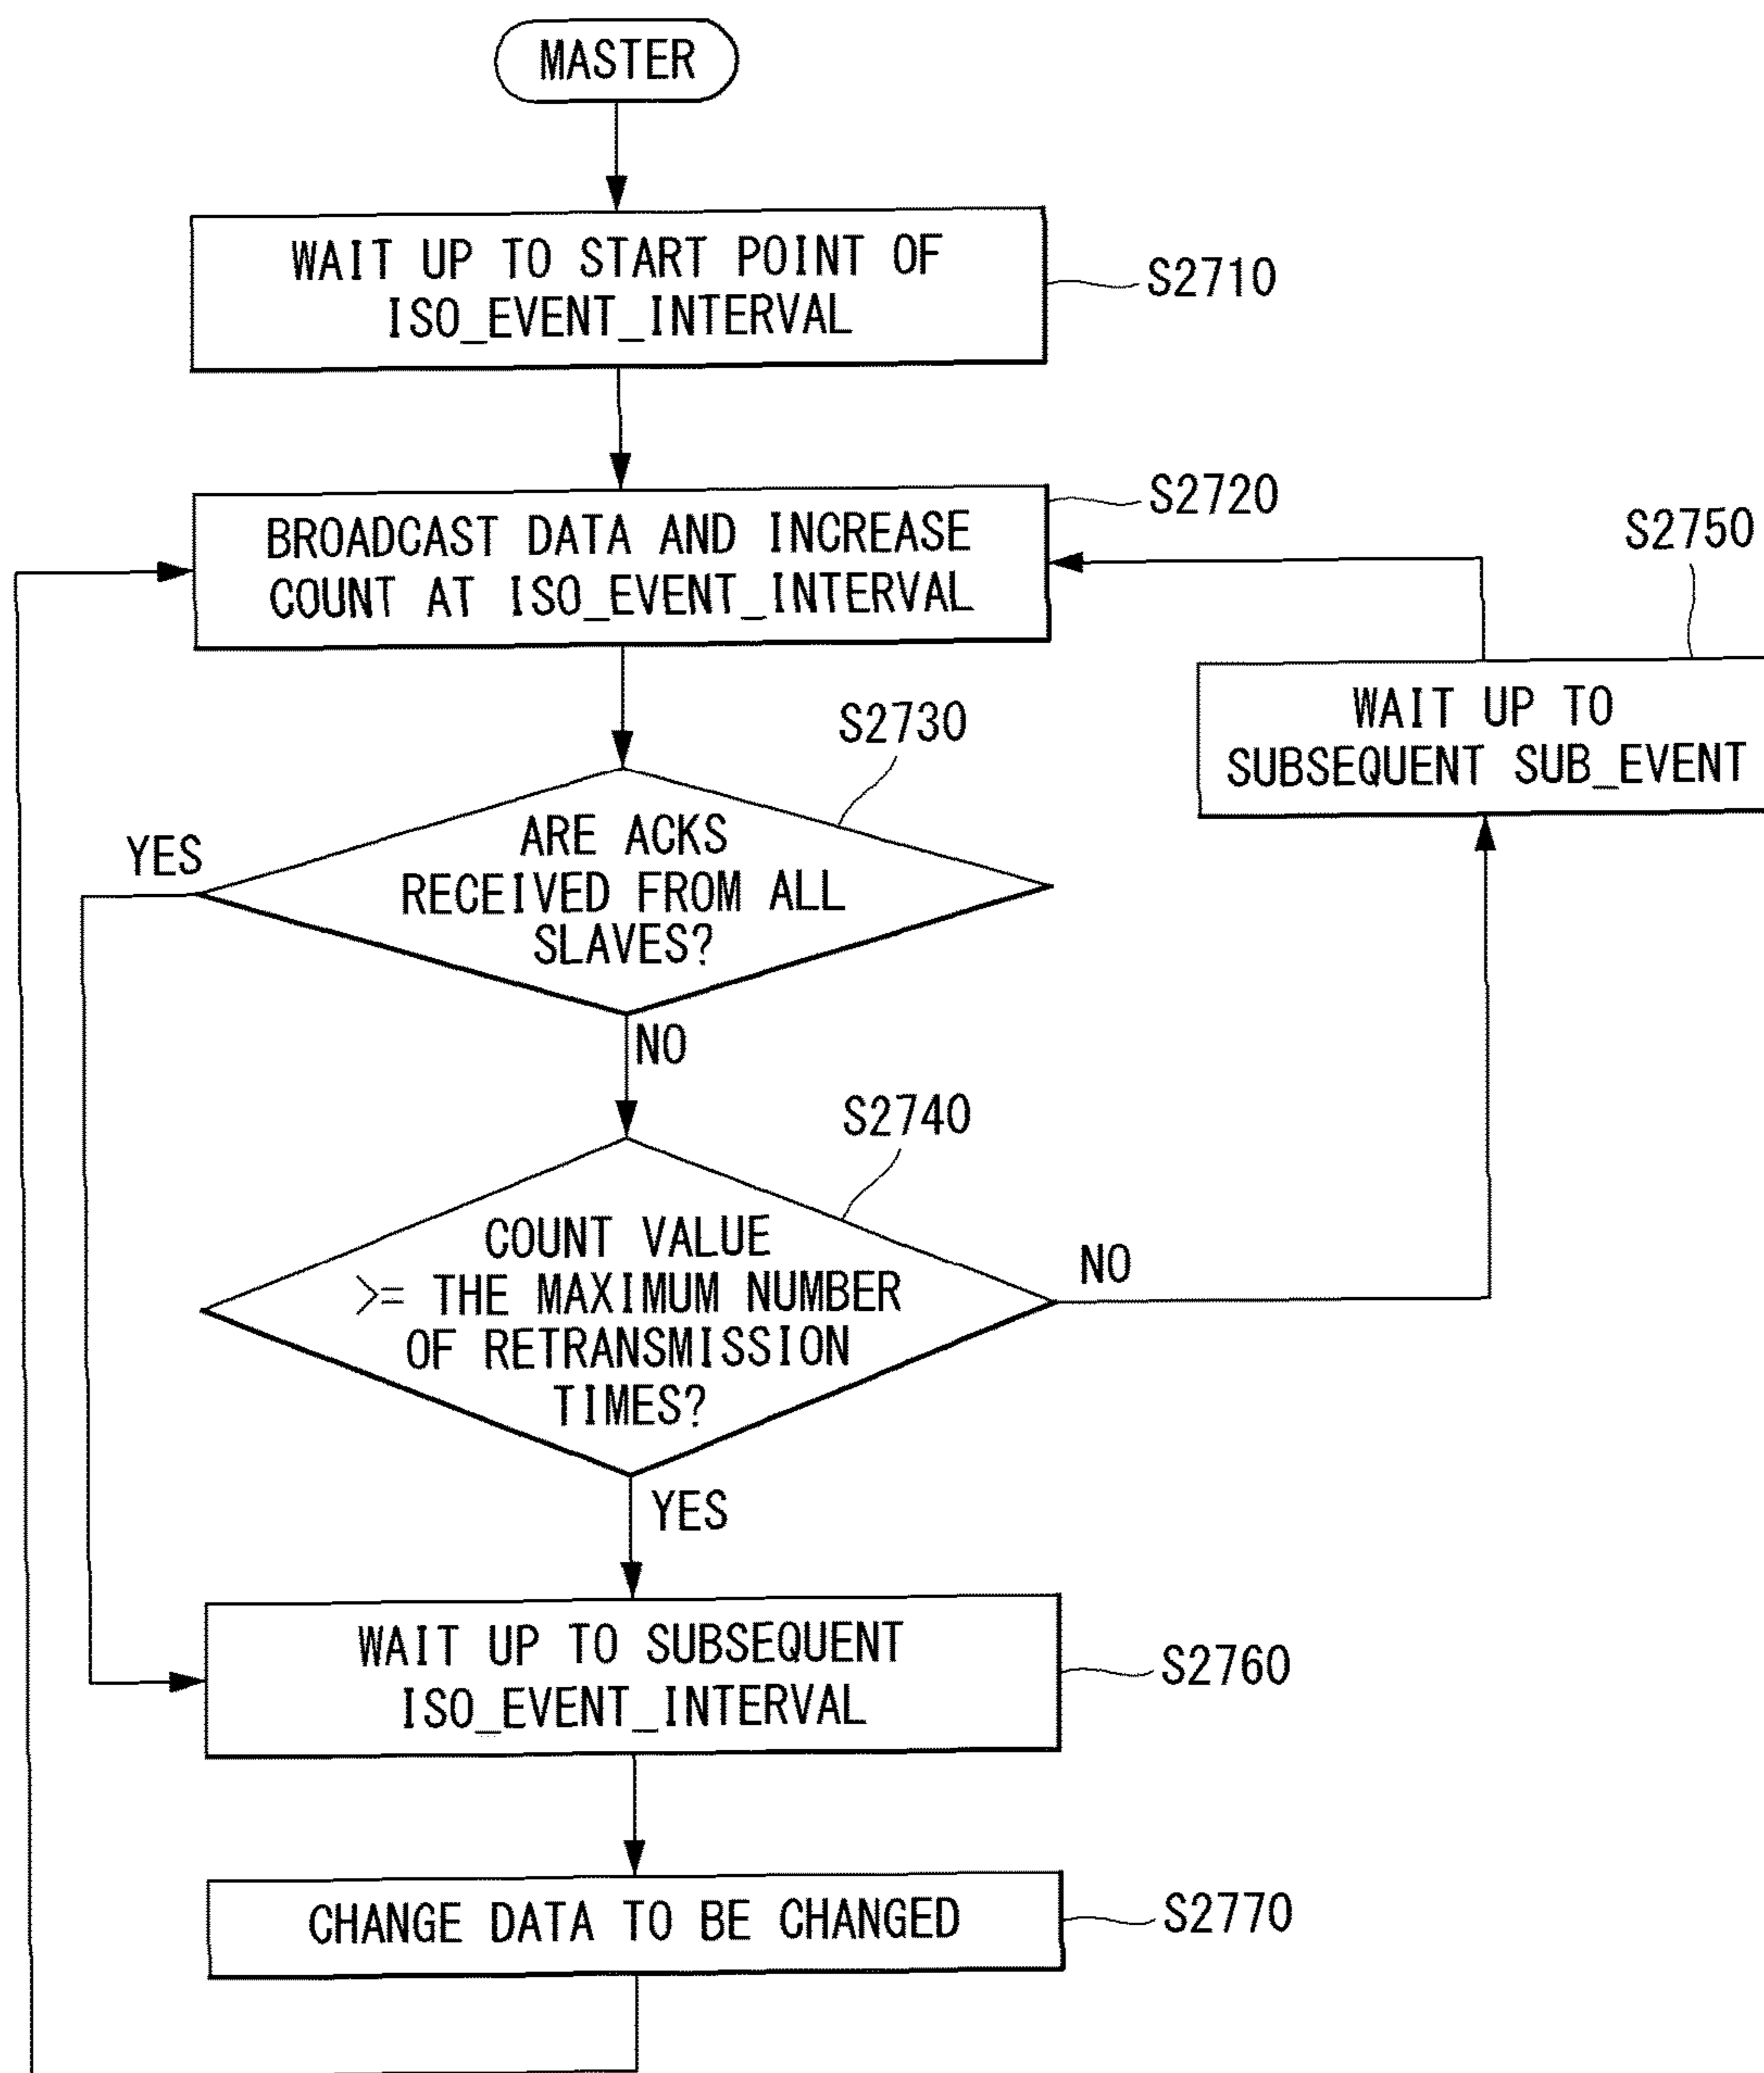 MASTER
WAIT UP TO START POINT OF
ISO_EVENT_INTERVAL
S2710
BROADCAST DATA AND INCREASE
COUNT AT ISO_EVENT_INTERVAL
S2720
S2750
WAIT UP TO
SUBSEQUENT SUB_EVENT
S2730
ARE ACKS
RECEIVED FROM ALL
SLAVES?
YES
NO
S2740
COUNT VALUE
>= THE MAXIMUM NUMBER
OF RETRANSMISSION
TIMES?
NO
YES
WAIT UP TO SUBSEQUENT
ISO_EVENT_INTERVAL
S2760
CHANGE DATA TO BE CHANGED
S2770